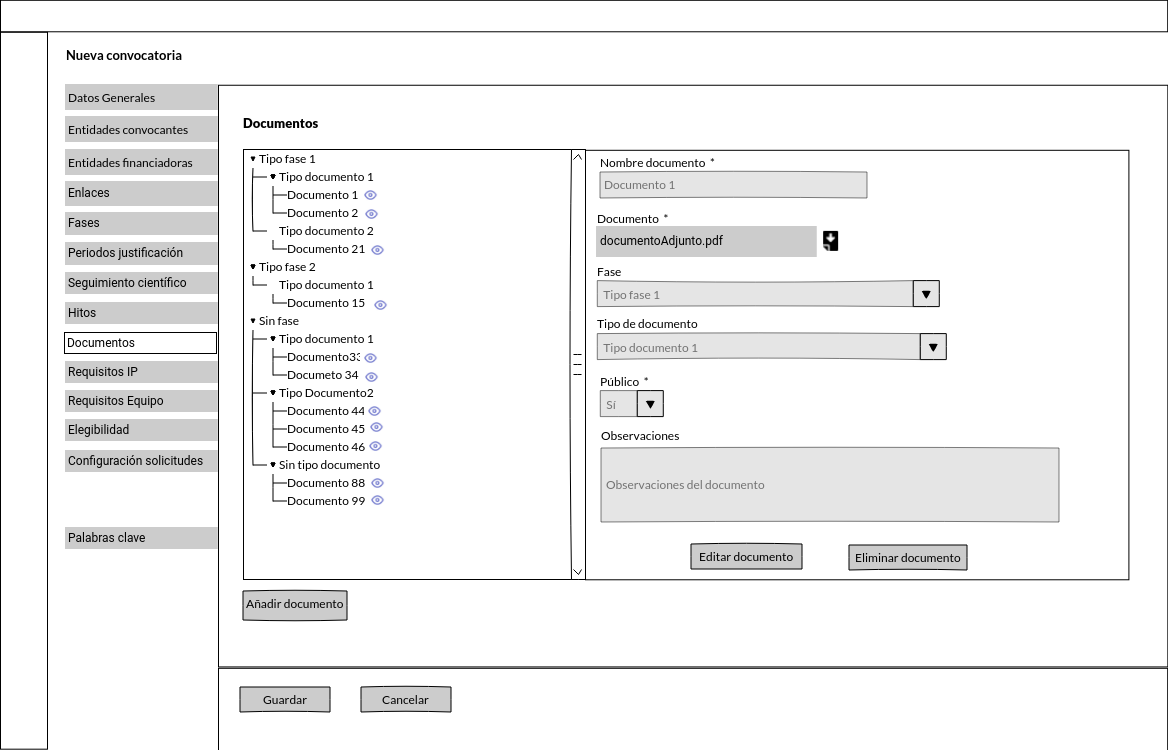 Nueva convocatoria
Datos Generales
Entidades convocantes
Entidades financiadoras
Enlaces
Fases
Periodos justificación
Seguimiento científico
Hitos
Documentos
Requisitos IP
Requisitos Equipo
Elegibilidad
Configuración solicitudes
Palabras clave
Documentos
Tipo fase 1
Tipo documento 1
Documento 1
Documento 2
Tipo documento 2
Documento 21
Tipo fase 2
Tipo documento 1
Documento 15
Sin fase
Tipo documento 1
Documento33
Documeto 34
Tipo Documento2
Documento 44
Documento 45
Documento 46
Sin tipo documento
Documento 88
Documento 99
Nombre documento *
Documento 1
Documento *
documentoAdjunto.pdf
Fase
Tipo fase 1
Tipo de documento
Tipo documento 1
Público *
Sí
Observaciones
Observaciones del documento
Editar documento
Eliminar documento
Añadir documento
Guardar
Cancelar